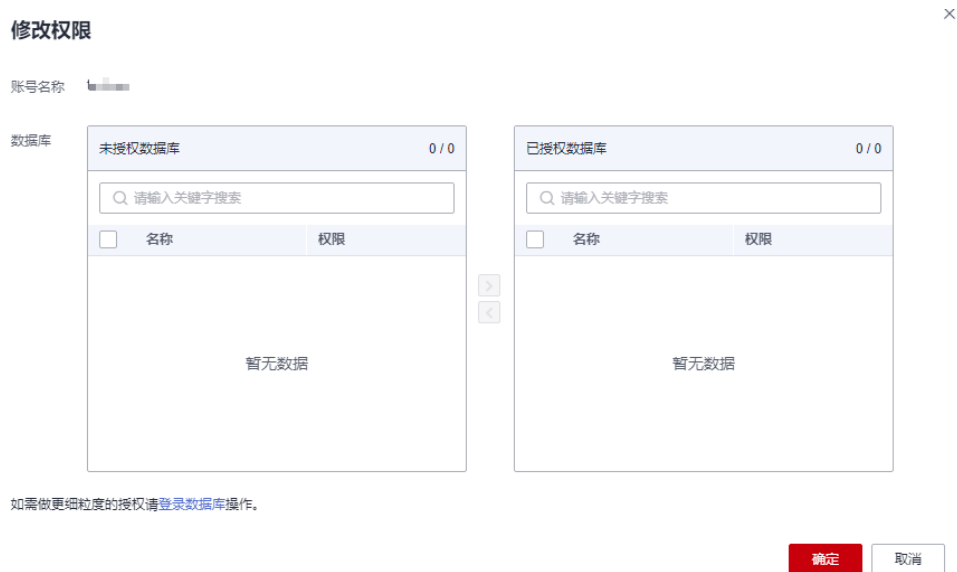 修改权限
账号名称
数据库
未授权数据库 0 / 0
请输入关键字搜索
名称 权限
暂无数据
已授权数据库 0 / 0
请输入关键字搜索
名称 权限
暂无数据
如需做更细粒度的授权请登录数据库操作。
确定 取消